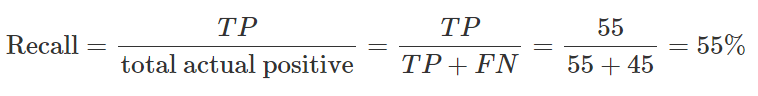 Recall = TP / total actual positive = TP / TP + FN = 55 / 55 + 45 = 55%